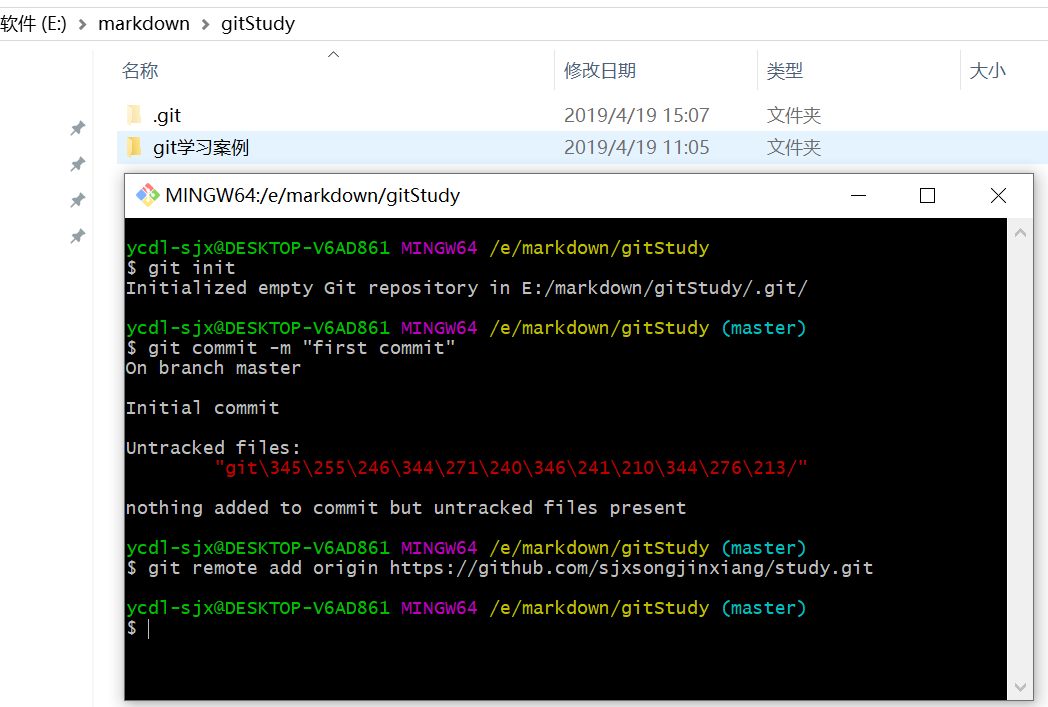 软件 (E:) > markdown > gitStudy
名称 修改日期 类型 大小
.git 2019/4/19 15:07 文件夹
git学习案例 2019/4/19 11:05 文件夹
MINGW64:/e/markdown/gitStudy
ycdl-sjx@DESKTOP-V6AD861 MINGW64 /e/markdown/gitStudy
$ git init
Initialized empty Git repository in E:/markdown/gitStudy/.git/
ycdl-sjx@DESKTOP-V6AD861 MINGW64 /e/markdown/gitStudy (master)
$ git commit -m "first commit"
On branch master
Initial commit
Untracked files:
"git\345\255\246\344\271\240\346\241\210\344\276\213/"
nothing added to commit but untracked files present
ycdl-sjx@DESKTOP-V6AD861 MINGW64 /e/markdown/gitStudy (master)
$ git remote add origin https://github.com/sjxsongjinxiang/study.git
ycdl-sjx@DESKTOP-V6AD861 MINGW64 /e/markdown/gitStudy (master)
$